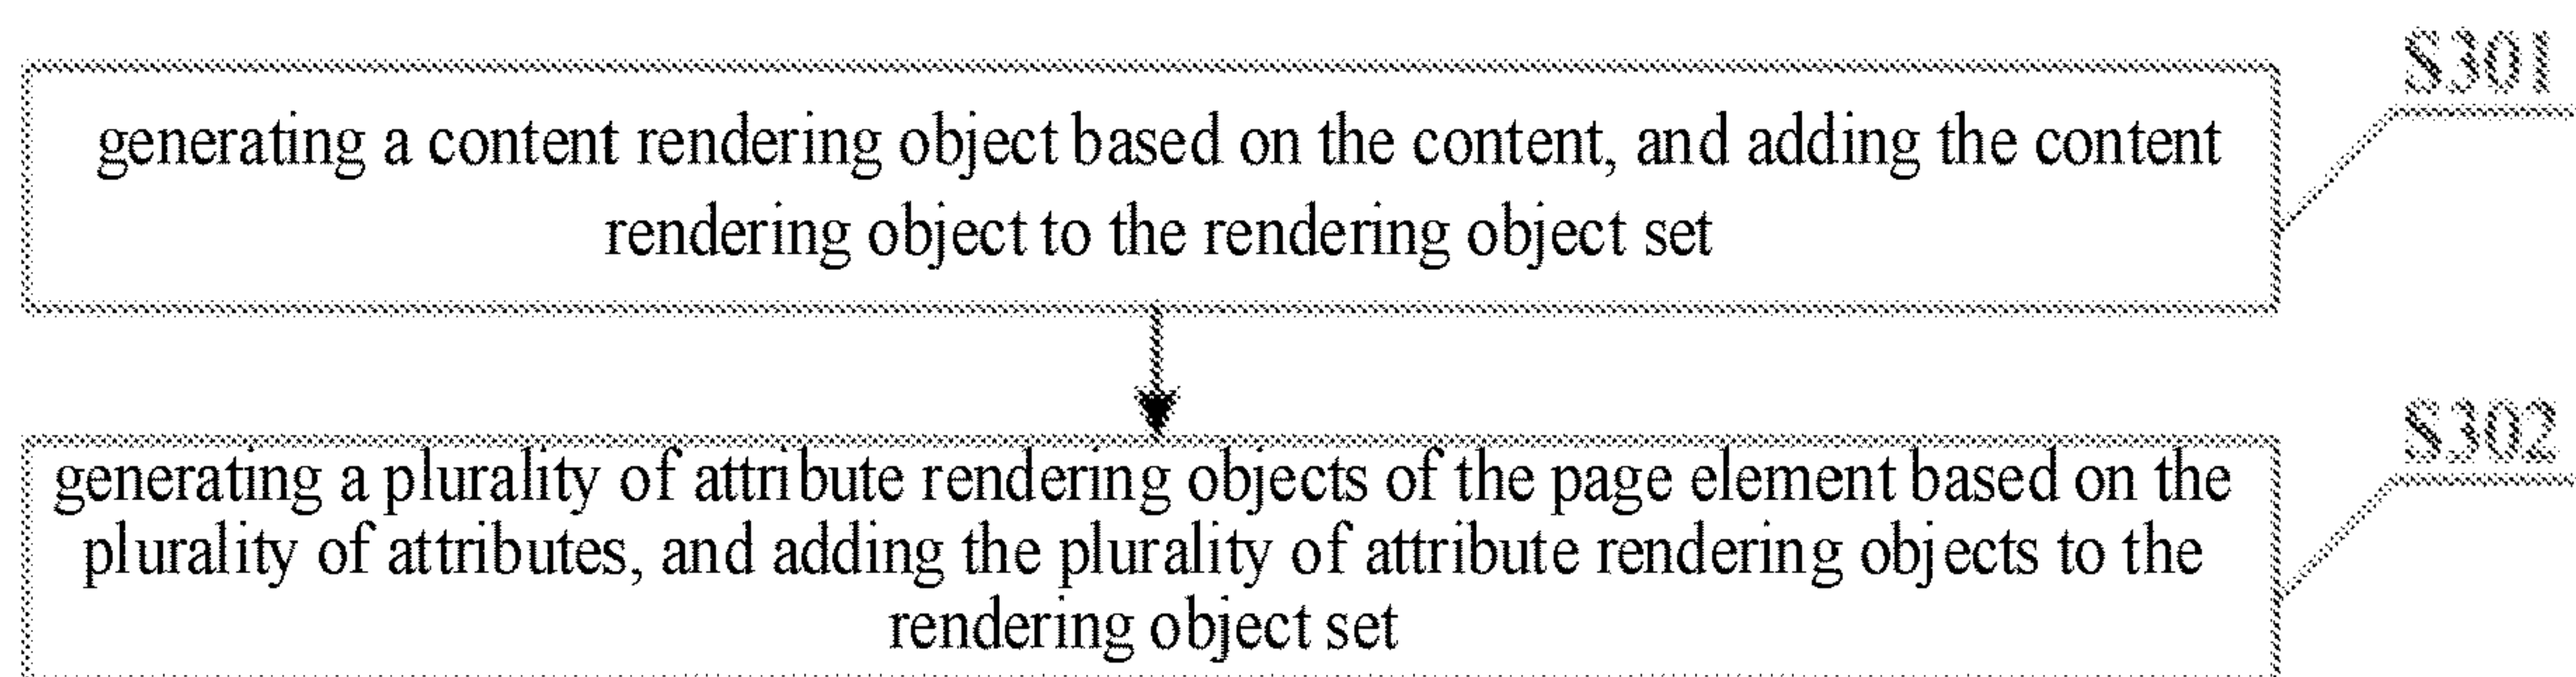 S301
generating a content rendering object based on the content, and adding the content
rendering object to the rendering object set
S302
generating a plurality of attribute rendering objects of the page element based on the
plurality of attributes, and adding the plurality of attribute rendering objects to the
rendering object set